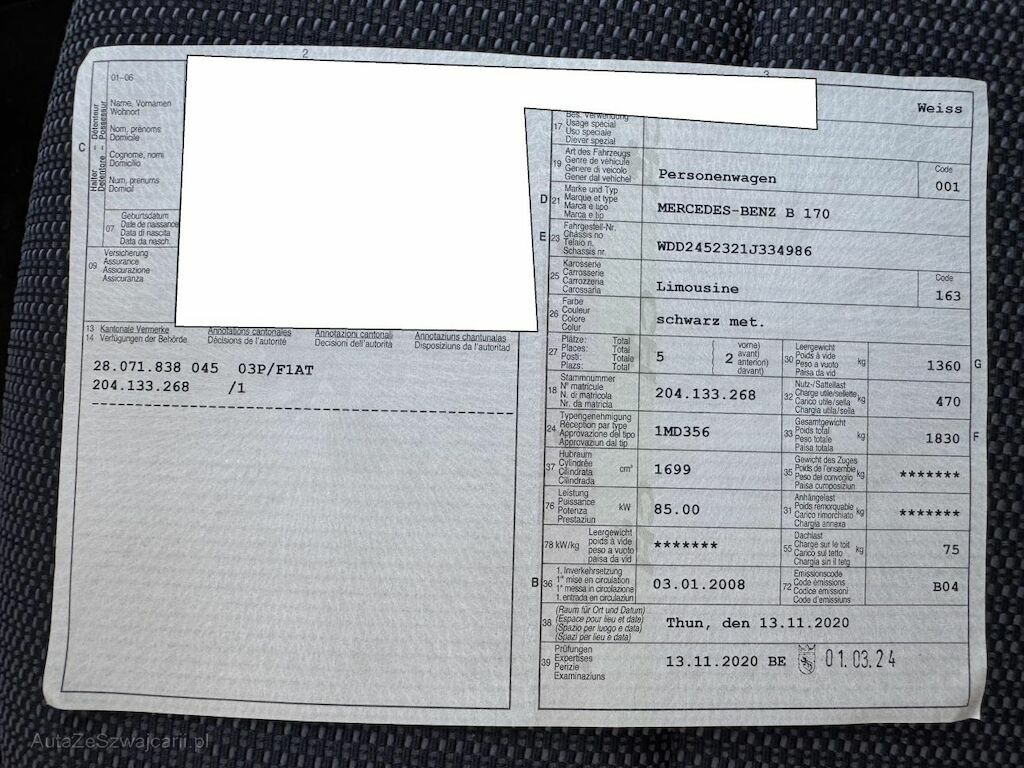 2
3
01–06
Name, Vornamen
Wohnort
Nom, prénoms
Domicile
Cognome, nomi
Domicilio
Num, prenums
Domicil
C
Halter – Détenteur
Detentore – Possessur
07
Geburtsdatum
Date de naissance
Data di nascita
Data da nasch.
09
Versicherung
Assurance
Assicurazione
Assicuranza
13 Kantonale Vermerke
14 Verfügungen der Behörde
Annotations cantonales
Décisions de l'autorité
Annotazioni cantonali
Decisioni dell'autorità
Annotaziuns chantunalas
Disposiziuns da l'autoritad
28.071.838 045 03P/F1AT
204.133.268 /1
Weiss
17
Bes. Verwendung
Usage spécial
Uso speciale
Diever spezial
19
Art des Fahrzeugs
Genre de véhicule
Genere di veicolo
Gener dal vehichel
Personenwagen
Code
001
D 21
Marke und Typ
Marque et type
Marca e tipo
Marca e tip
MERCEDES-BENZ B 170
E 23
Fahrgestell-Nr.
Châssis no
Telaio n.
Schassis nr.
WDD2452321J334986
25
Karosserie
Carrosserie
Carrozzeria
Carossaria
Limousine
Code
163
26
Farbe
Couleur
Colore
Colur
schwarz met.
27
Plätze: Total
Places: Total
Posti: Totale
Plazs: Total
5
2
vorne)
avant)
anteriori)
davant)
30
Leergewicht
Poids à vide
Peso a vuoto
Paisa da vid
kg
1360
G
18
Stammnummer
N° matricule
N. di matricola
Nr. da matricla
204.133.268
32
Nutz-/Sattellast
Charge utile/sellette
Carico utile/sella
Chargia utila/sella
kg
470
24
Typengenehmigung
Réception par type
Approvazione del tipo
Approvaziun dal tip
1MD356
33
Gesamtgewicht
Poids total
Peso totale
Paisa totala
kg
1830
F
37
Hubraum
Cylindrée
Cilindrata
Cilindrada
cm³
1699
35
Gewicht des Zuges
Poids de l'ensemble
Peso del convoglio
Paisa cumposiziun
kg
*******
76
Leistung
Puissance
Potenza
Prestaziun
kW
85.00
31
Anhängelast
Poids remorquable
Carico rimorchiato
Chargia annexa
kg
*******
78 kW/kg
Leergewicht
poids à vide
peso a vuoto
paisa da vid
*******
55
Dachlast
Charge sur le toit
Carico sul tetto
Chargia sin il tetg
kg
75
B 36
1. Inverkehrsetzung
1re mise en circulation
1a messa in circolazione
1. entrada en circulaziun
03.01.2008
72
Emissionscode
Code émissions
Codice emissioni
Code d'emissiuns
B04
38
(Raum für Ort und Datum)
(Espace pour lieu et date)
(Spazio per luogo e data)
(Spazi per lieu e data)
Thun, den 13.11.2020
39
Prüfungen
Expertises
Perizie
Examinaziuns
13.11.2020 BE
01.03.24
AutaZeSzwajcarii.pl